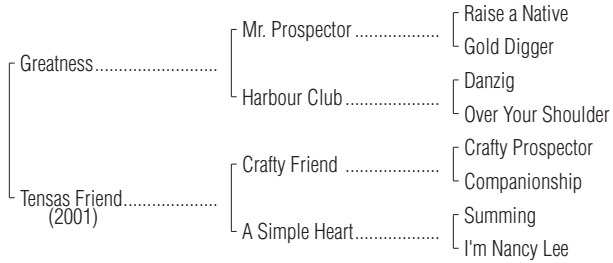 Raise a Native
Mr. Prospector ..................
Gold Digger
Greatness..........................
Danzig
Harbour Club ....................
Over Your Shoulder
Crafty Prospector
Crafty Friend ....................
Companionship
Tensas Friend....................
(2001)
Summing
A Simple Heart..................
I'm Nancy Lee